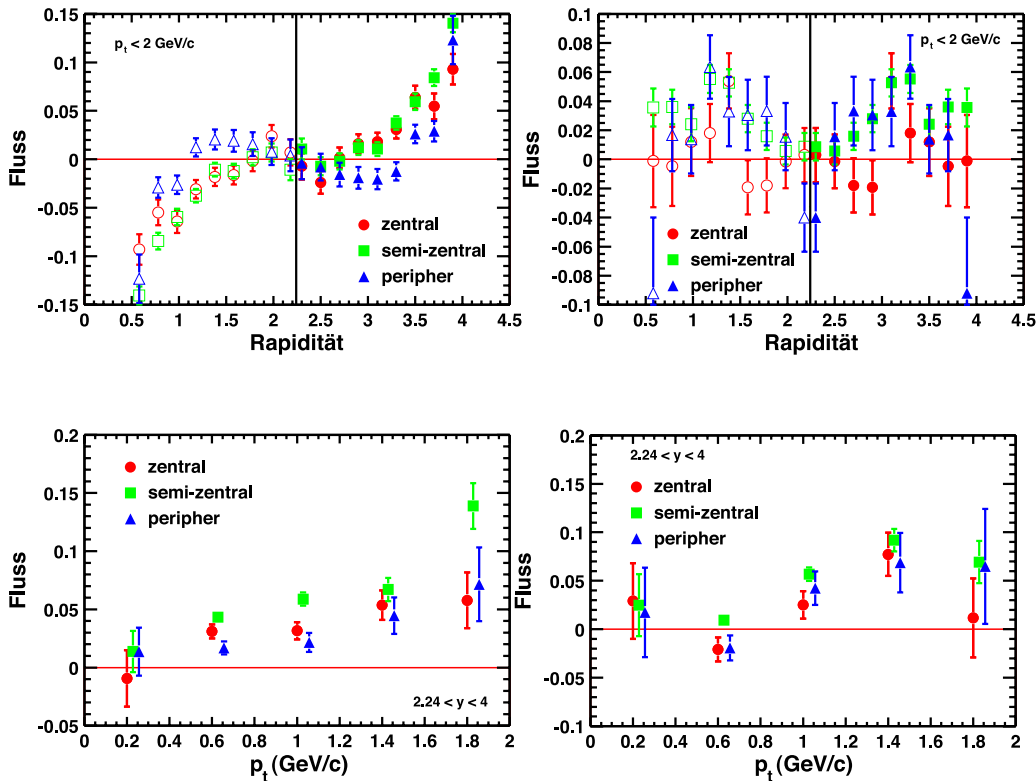 0.15
0.1
0.05
0
-0.05
-0.1
-0.15
Fluss
p_t < 2 GeV/c
zentral
semi-zentral
peripher
0 0.5 1 1.5 2 2.5 3 3.5 4 4.5
Rapidität
0.1
0.08
0.06
0.04
0.02
0
-0.02
-0.04
-0.06
-0.08
-0.1
Fluss
p_t < 2 GeV/c
zentral
semi-zentral
peripher
0 0.5 1 1.5 2 2.5 3 3.5 4 4.5
Rapidität
0.2
0.15
0.1
0.05
0
-0.05
Fluss
zentral
semi-zentral
peripher
2.24 < y < 4
0 0.2 0.4 0.6 0.8 1 1.2 1.4 1.6 1.8 2
p_t (GeV/c)
0.2
0.15
0.1
0.05
0
-0.05
-0.1
Fluss
2.24 < y < 4
zentral
semi-zentral
peripher
0 0.2 0.4 0.6 0.8 1 1.2 1.4 1.6 1.8 2
p_t (GeV/c)